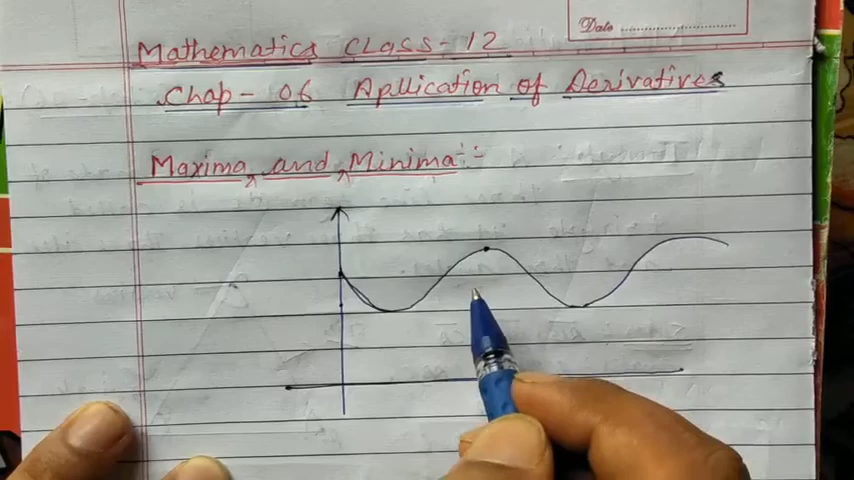 Date ....................
Mathematics Class-12
Chap-06 Apllication of Derivatives
Maxima and Minima:-